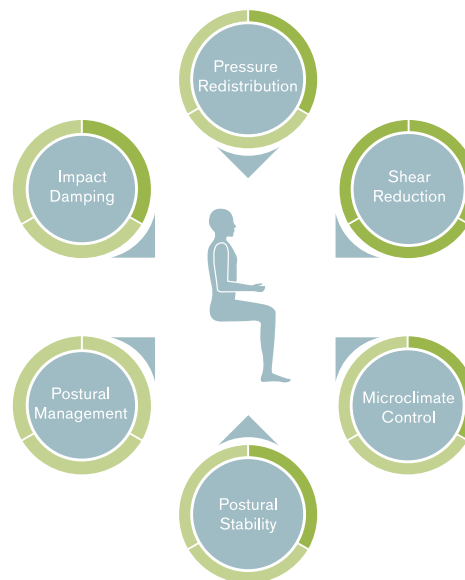 Pressure
Redistribution
Impact
Damping
Shear
Reduction
Postural
Management
Microclimate
Control
Postural
Stability